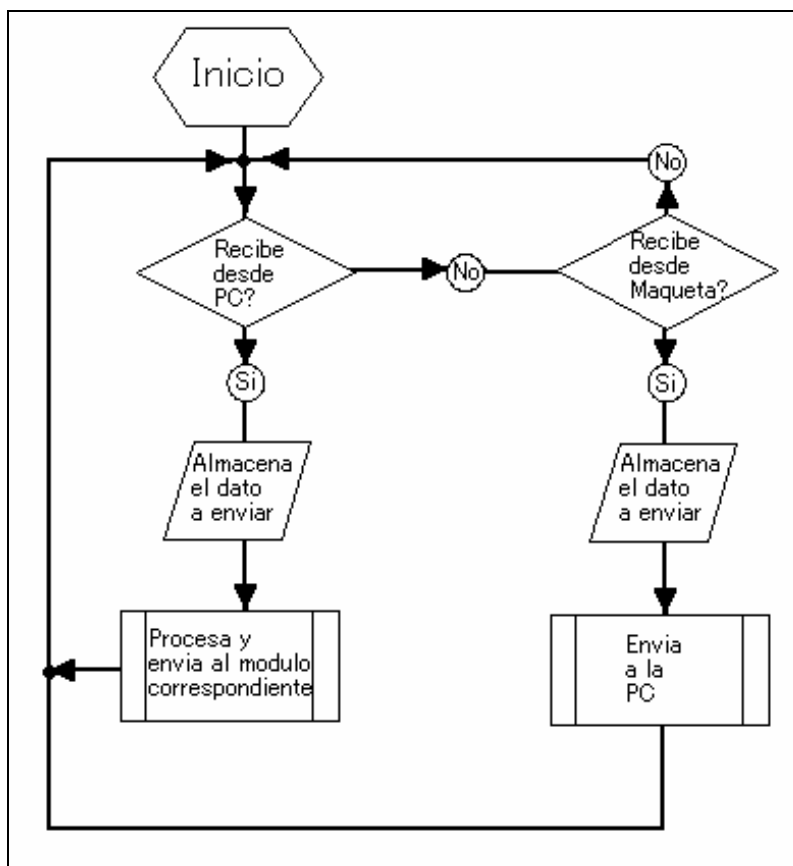 Inicio
No
Recibe
desde
PC?
No
Recibe
desde
Maqueta?
Si
Si
Almacena
el dato
a enviar
Almacena
el dato
a enviar
Procesa y
envia al modulo
correspondiente
Envia
a la
PC